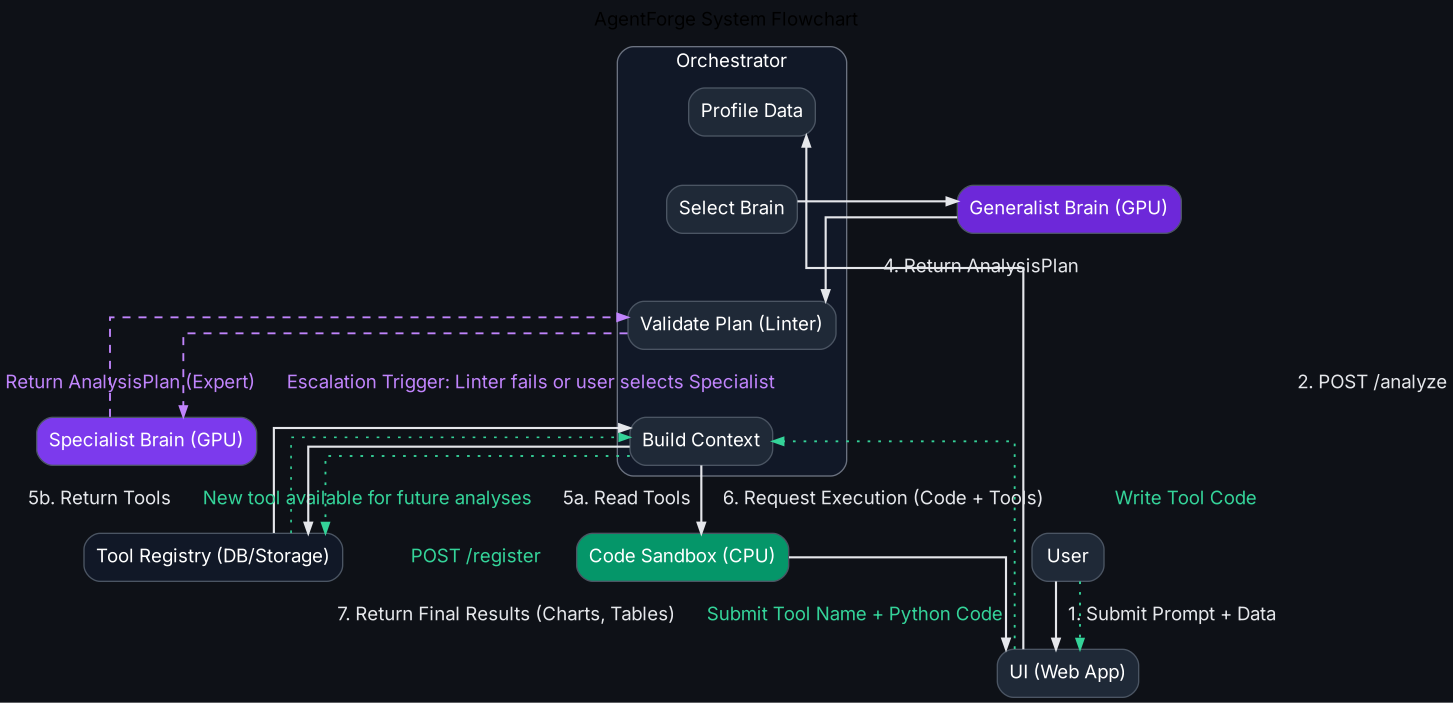 AgentForge System Flowchart
Orchestrator
Profile Data
Select Brain
Generalist Brain (GPU)
4. Return AnalysisPlan
Validate Plan (Linter)
Return AnalysisPlan (Expert)
Escalation Trigger: Linter fails or user selects Specialist
2. POST /analyze
Specialist Brain (GPU)
Build Context
5b. Return Tools
New tool available for future analyses
5a. Read Tools
6. Request Execution (Code + Tools)
Write Tool Code
Tool Registry (DB/Storage)
POST /register
Code Sandbox (CPU)
User
7. Return Final Results (Charts, Tables)
Submit Tool Name + Python Code
1. Submit Prompt + Data
UI (Web App)